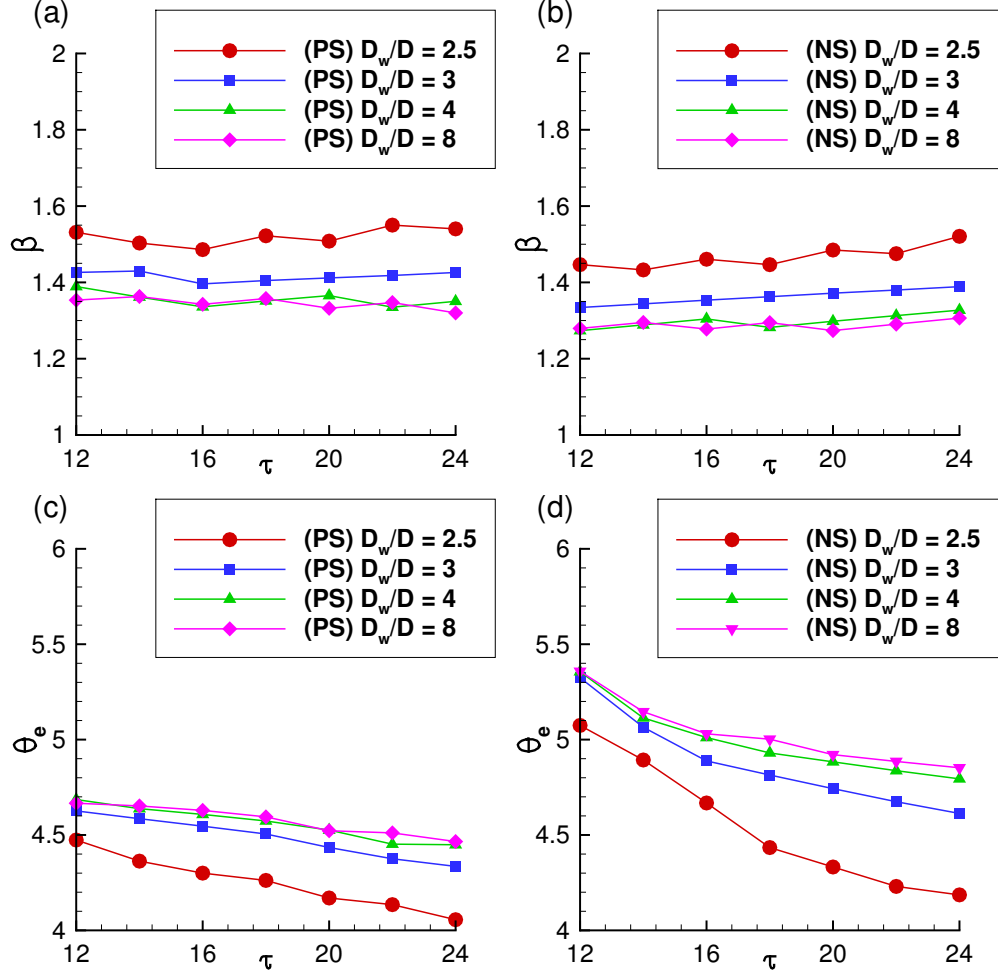 (a)
(PS) D_w/D = 2.5
(PS) D_w/D = 3
(PS) D_w/D = 4
(PS) D_w/D = 8
2
1.8
1.6
1.4
1.2
1
β
12 16 20 24
τ
(b)
(NS) D_w/D = 2.5
(NS) D_w/D = 3
(NS) D_w/D = 4
(NS) D_w/D = 8
2
1.8
1.6
1.4
1.2
1
β
12 16 20 24
τ
(c)
(PS) D_w/D = 2.5
(PS) D_w/D = 3
(PS) D_w/D = 4
(PS) D_w/D = 8
6
5.5
5
4.5
4
θ_e
12 16 20 24
τ
(d)
(NS) D_w/D = 2.5
(NS) D_w/D = 3
(NS) D_w/D = 4
(NS) D_w/D = 8
6
5.5
5
4.5
4
θ_e
12 16 20 24
τ